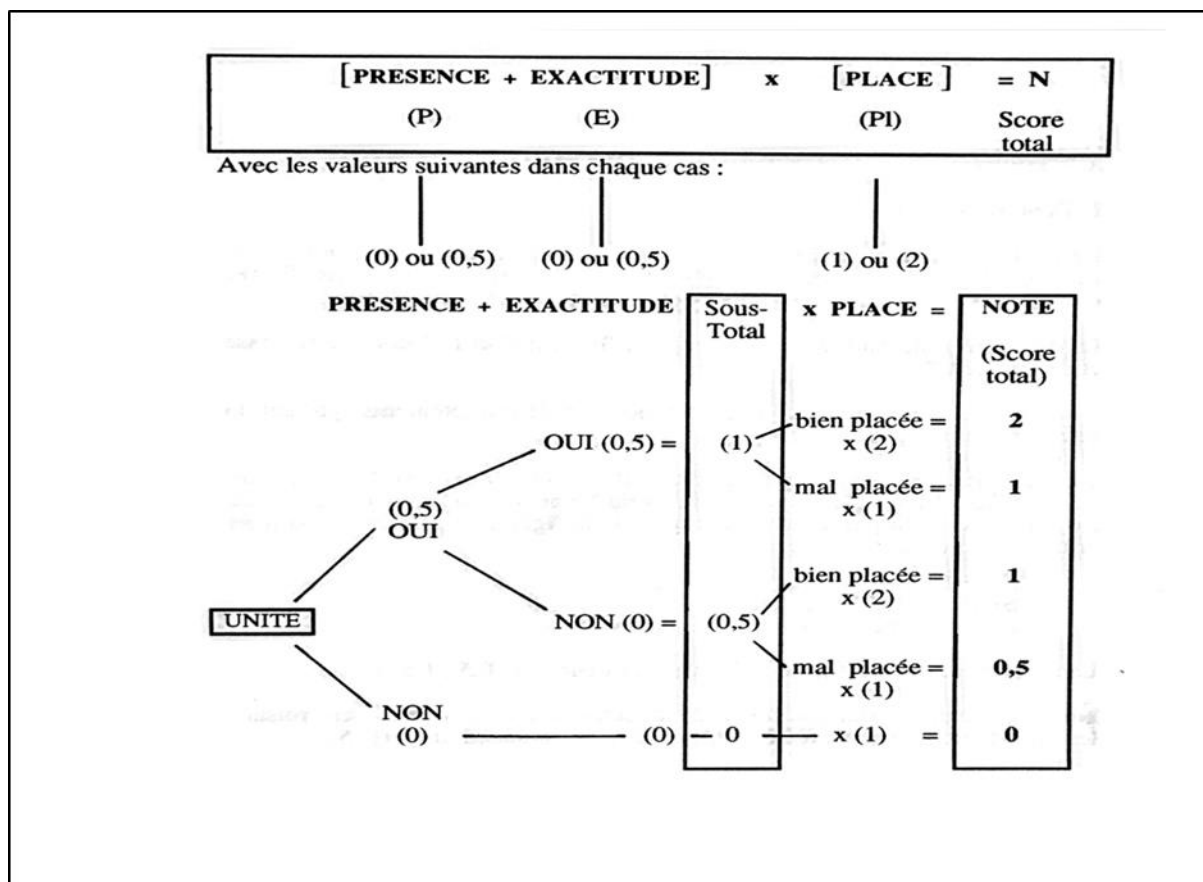 [PRESENCE + EXACTITUDE] x [PLACE ] = N
(P) (E) (Pl) Score
total
Avec les valeurs suivantes dans chaque cas :
(0) ou (0,5) (0) ou (0,5) (1) ou (2)
PRESENCE + EXACTITUDE Sous- x PLACE = NOTE
Total
(Score
total)
bien placée = 2
OUI (0,5) = (1) x (2)
mal placée = 1
x (1)
(0,5)
OUI
bien placée = 1
x (2)
UNITE NON (0) = (0,5)
mal placée = 0,5
x (1)
NON
(0) (0) 0 x (1) = 0